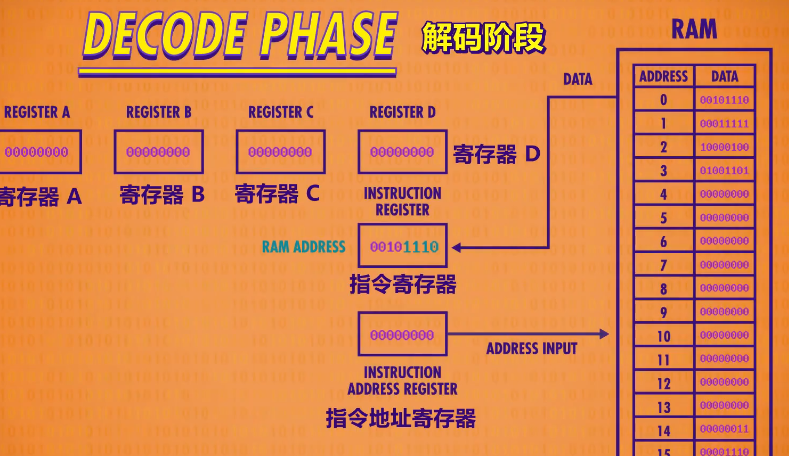 DECODE PHASE 解码阶段
RAM
DATA
ADDRESS DATA
0 00101110
1 00011111
2 10000100
3 01001101
4 00000000
5 00000000
6 00000000
7 00000000
8 00000000
9 00000000
10 00000000
11 00000000
12 00000000
13 00000000
14 00000011
15 00001110
REGISTER A REGISTER B REGISTER C REGISTER D
00000000 00000000 00000000 00000000 寄存器 D
寄存器 A 寄存器 B 寄存器 C
INSTRUCTION
REGISTER
RAM ADDRESS 00101110
指令寄存器
00000000
ADDRESS INPUT
INSTRUCTION
ADDRESS REGISTER
指令地址寄存器